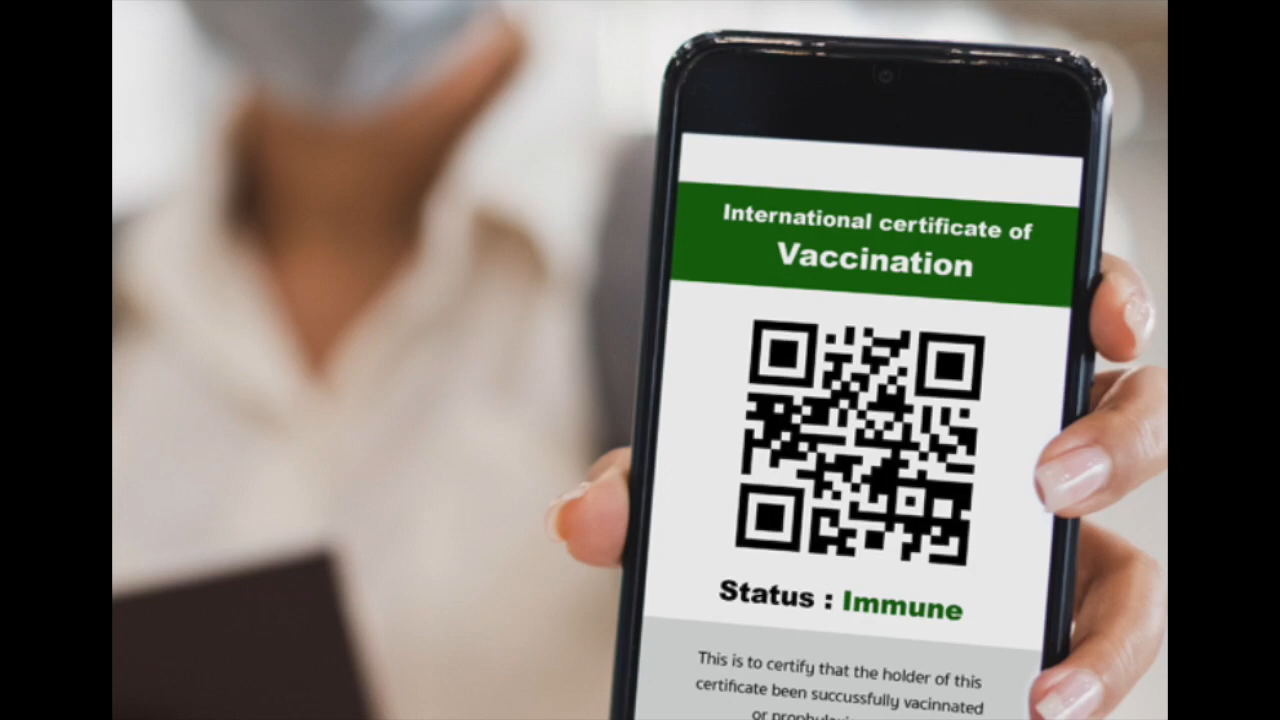 International certificate of
Vaccination
Status : Immune
This is to certify that the holder of this
certificate been succussfully vacinnated
or